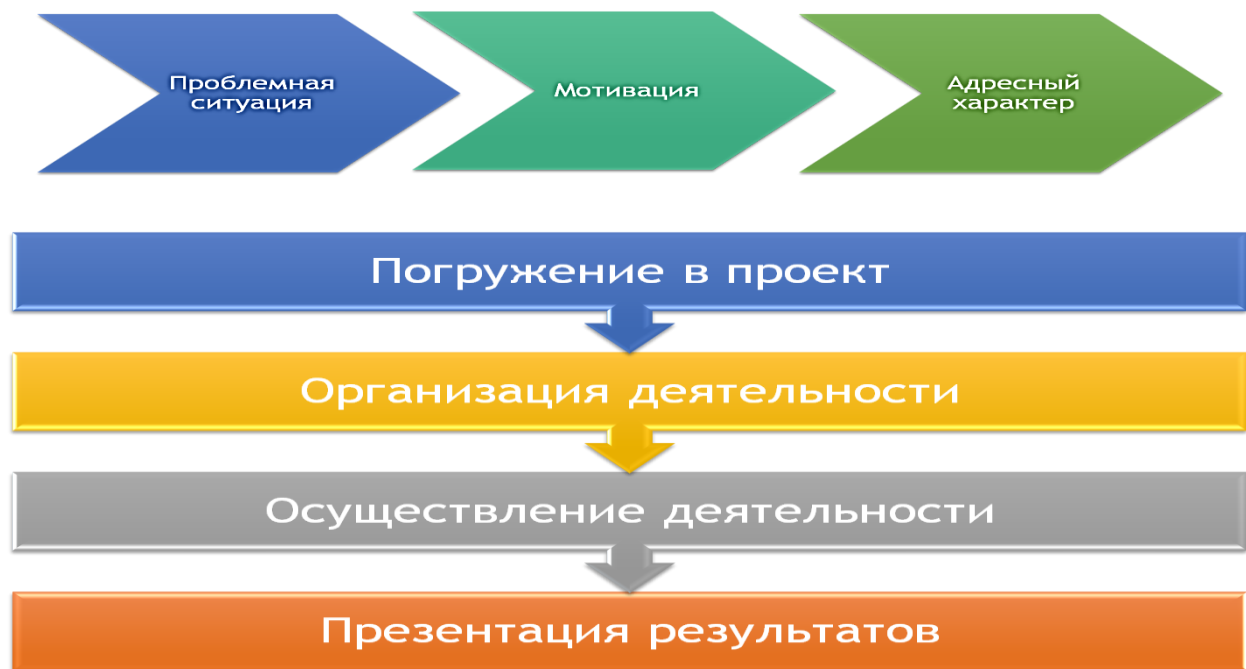 Проблемная
ситуация
Мотивация
Адресный
характер
Погружение в проект
Организация деятельности
Осуществление деятельности
Презентация результатов